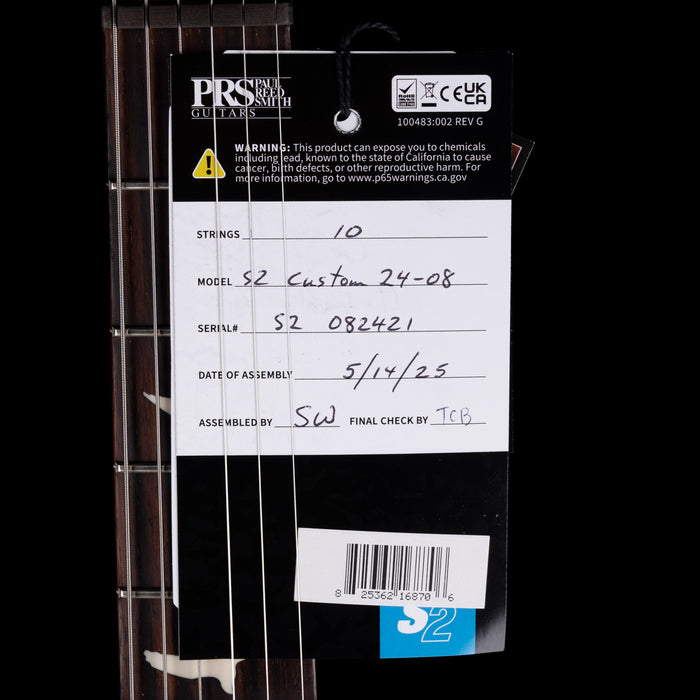 PRS PAUL REED SMITH
GUITARS
RoHS CE UK CA
100483:002 REV G
WARNING: This product can expose you to chemicals
including lead, known to the state of California to cause
cancer, birth defects, or other reproductive harm. For
more information, go to www.p65warnings.ca.gov
STRINGS 10
MODEL S2 Custom 24-08
SERIAL# S2 082421
DATE OF ASSEMBLY 5/14/25
ASSEMBLED BY SW FINAL CHECK BY TCB
8 25362 16870 6
S2